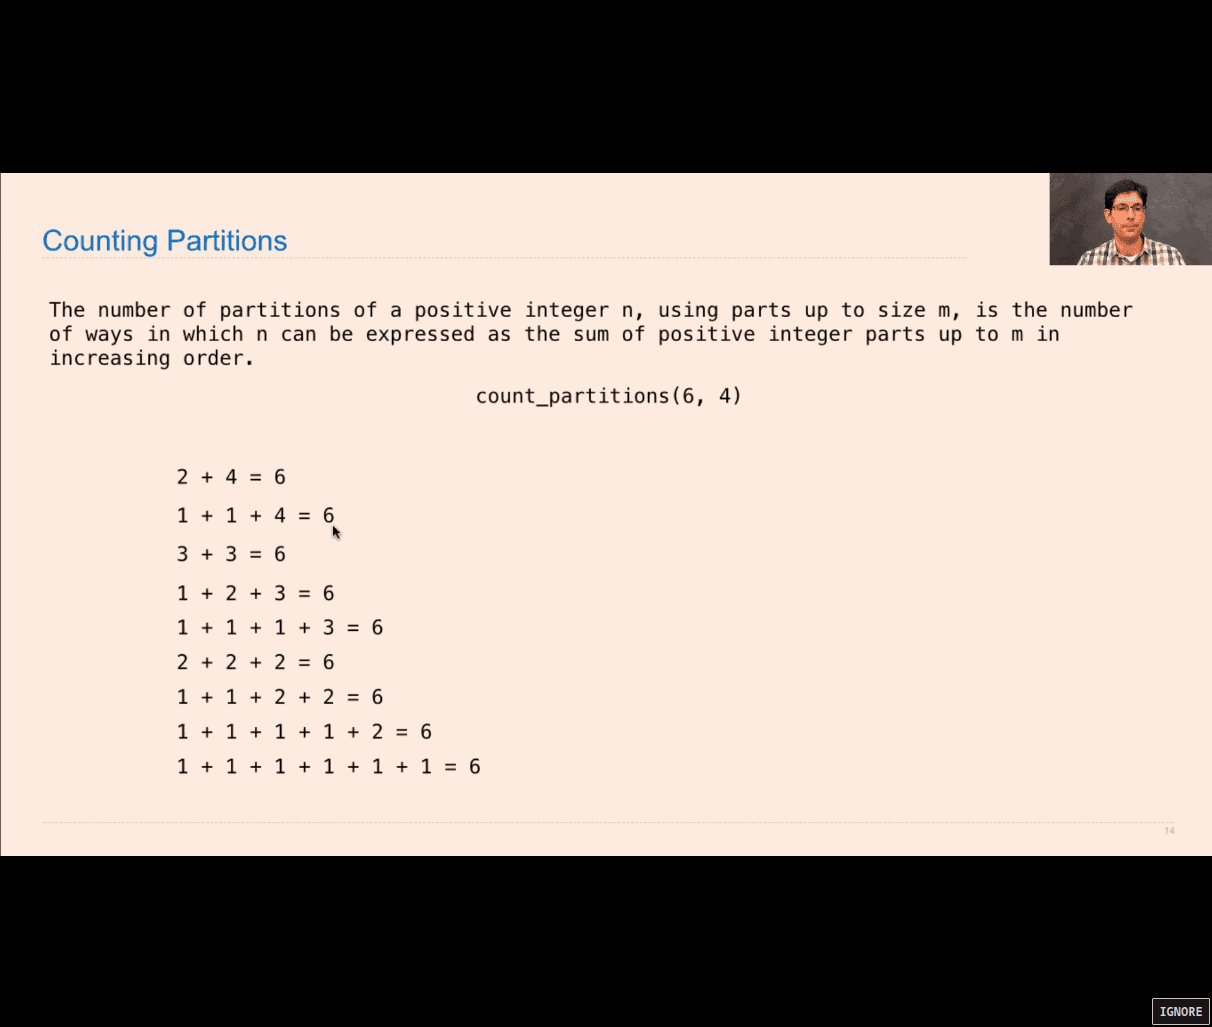 Counting Partitions
The number of partitions of a positive integer n, using parts up to size m, is the number
of ways in which n can be expressed as the sum of positive integer parts up to m in
increasing order.
count_partitions(6, 4)
2 + 4 = 6
1 + 1 + 4 = 6
3 + 3 = 6
1 + 2 + 3 = 6
1 + 1 + 1 + 3 = 6
2 + 2 + 2 = 6
1 + 1 + 2 + 2 = 6
1 + 1 + 1 + 1 + 2 = 6
1 + 1 + 1 + 1 + 1 + 1 = 6
14
IGNORE